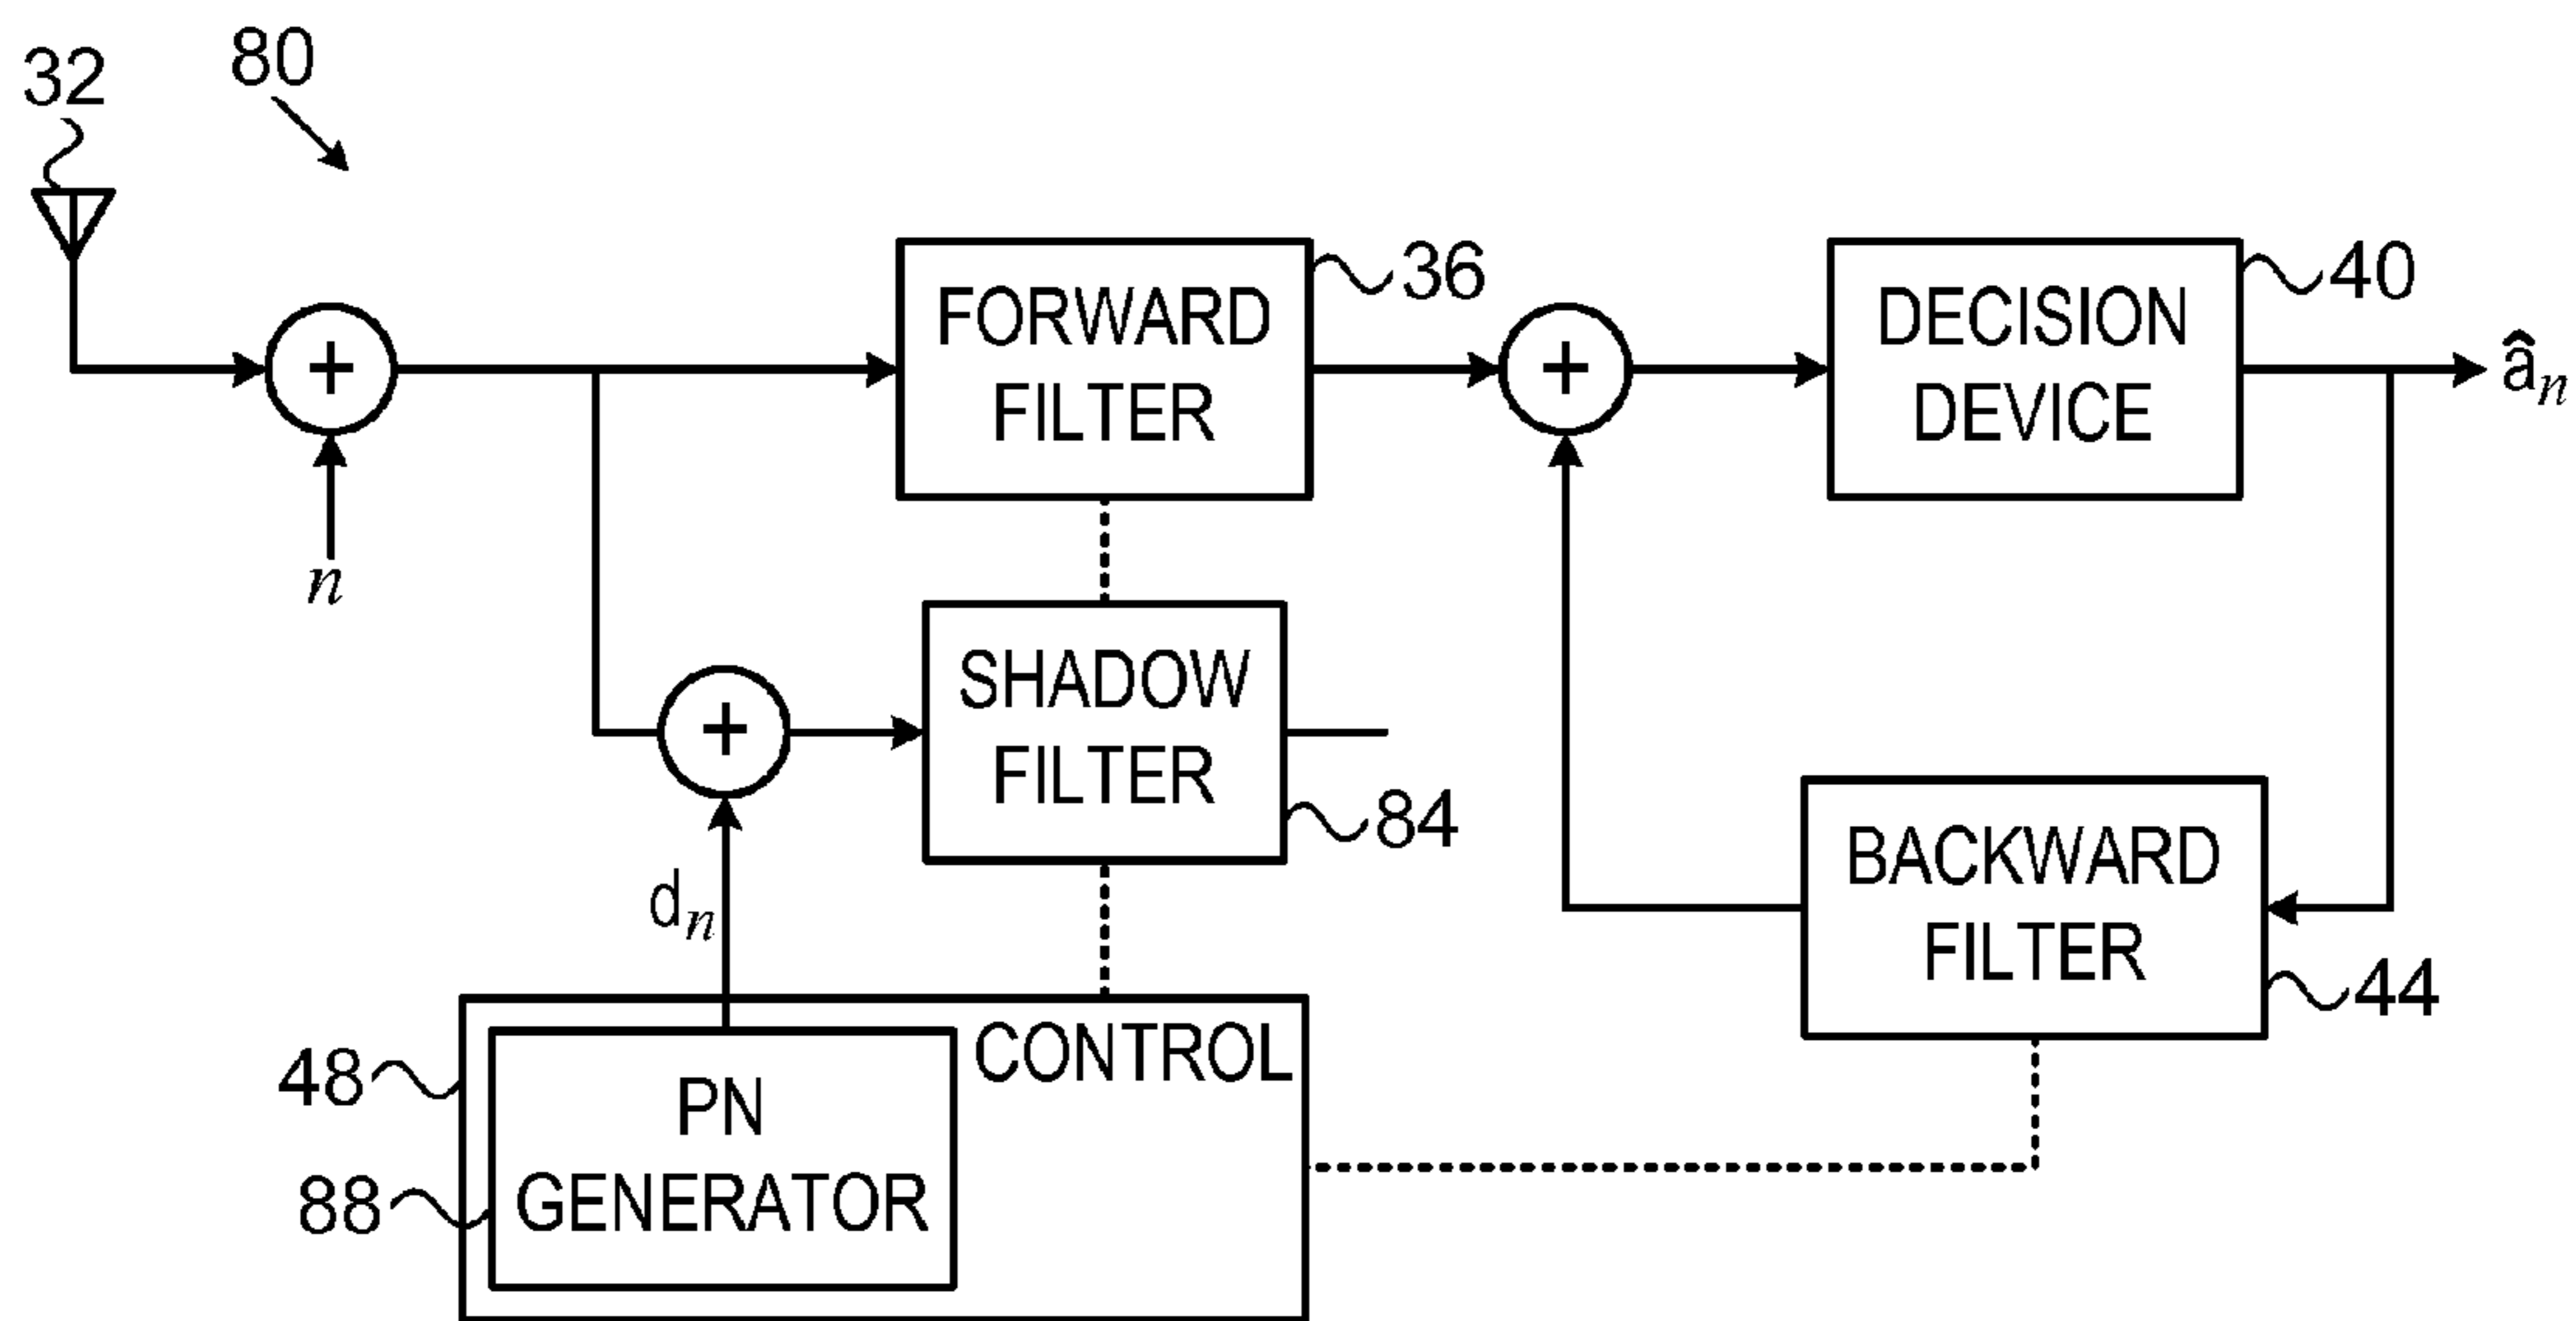 32
80
FORWARD
FILTER
36
DECISION
DEVICE
40
+
+
âₙ
n
SHADOW
FILTER
84
+
dₙ
BACKWARD
FILTER
44
CONTROL
48
PN
GENERATOR
88